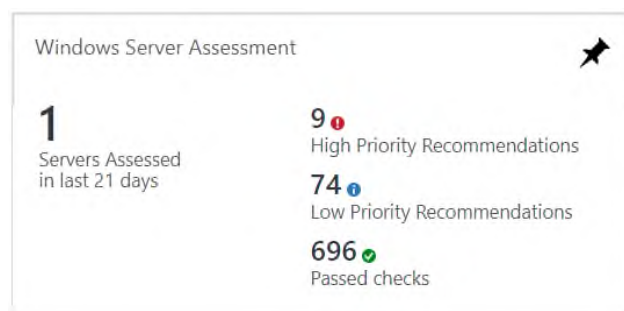 Windows Server Assessment
1
Servers Assessed
in last 21 days
9
High Priority Recommendations
74
Low Priority Recommendations
696
Passed checks